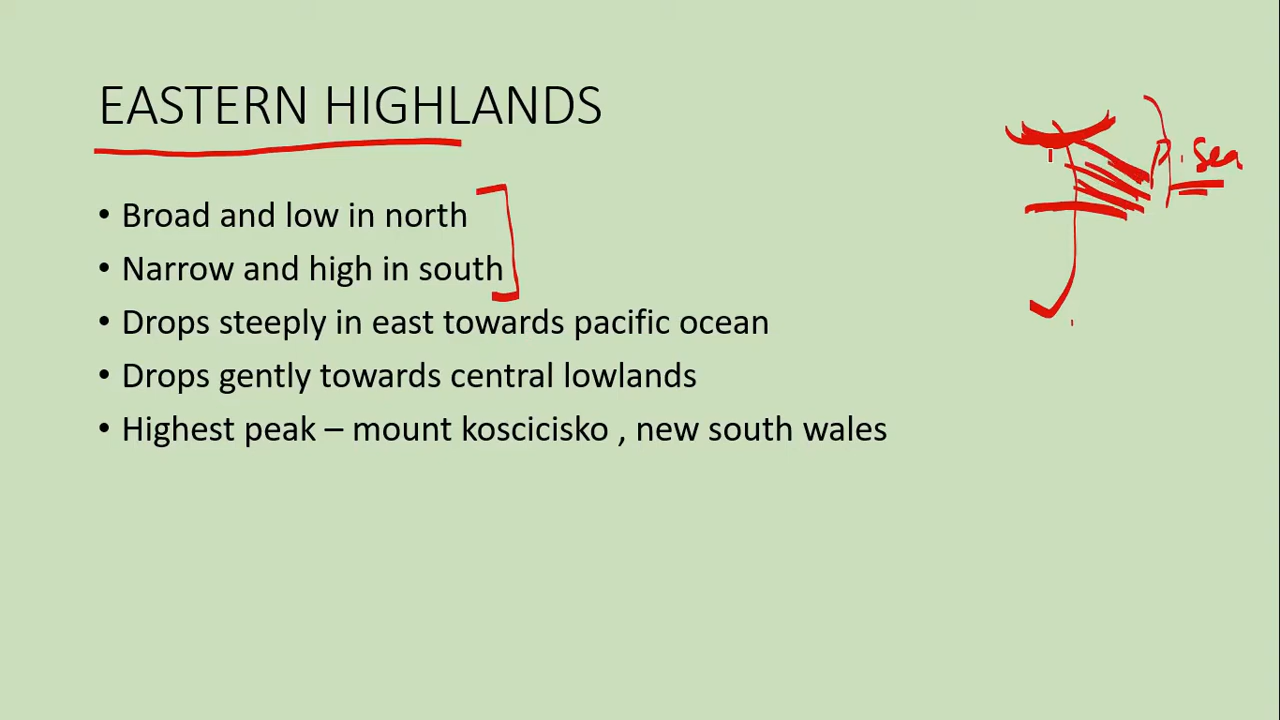 EASTERN HIGHLANDS
• Broad and low in north
• Narrow and high in south
• Drops steeply in east towards pacific ocean
• Drops gently towards central lowlands
• Highest peak – mount koscicisko , new south wales
Sea